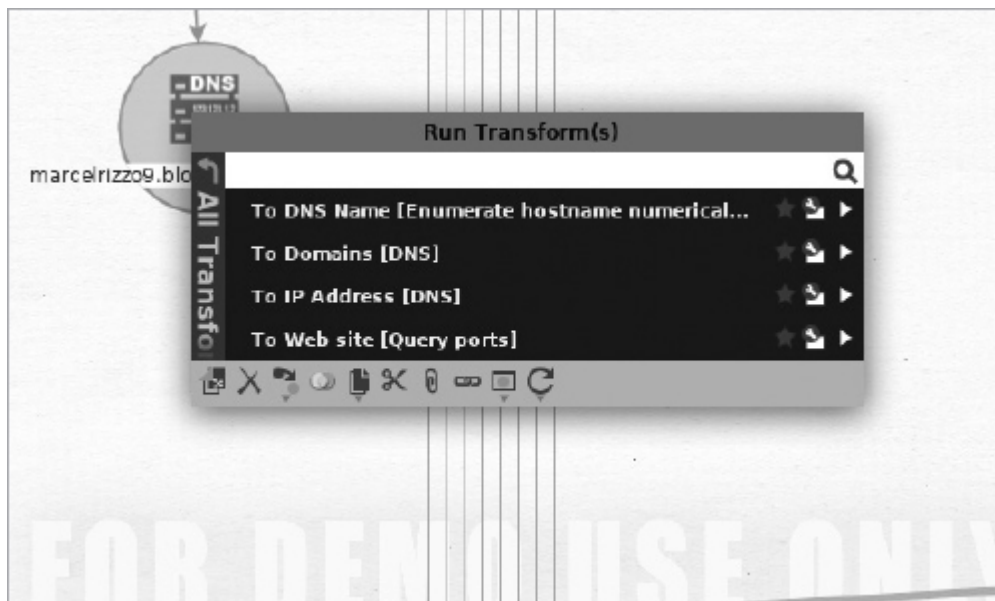 DNS
Run Transform(s)
marcelrizzo9.blo
All Transfo
To DNS Name [Enumerate hostname numerical...
To Domains [DNS]
To IP Address [DNS]
To Web site [Query ports]
FOR DEMO USE ONLY